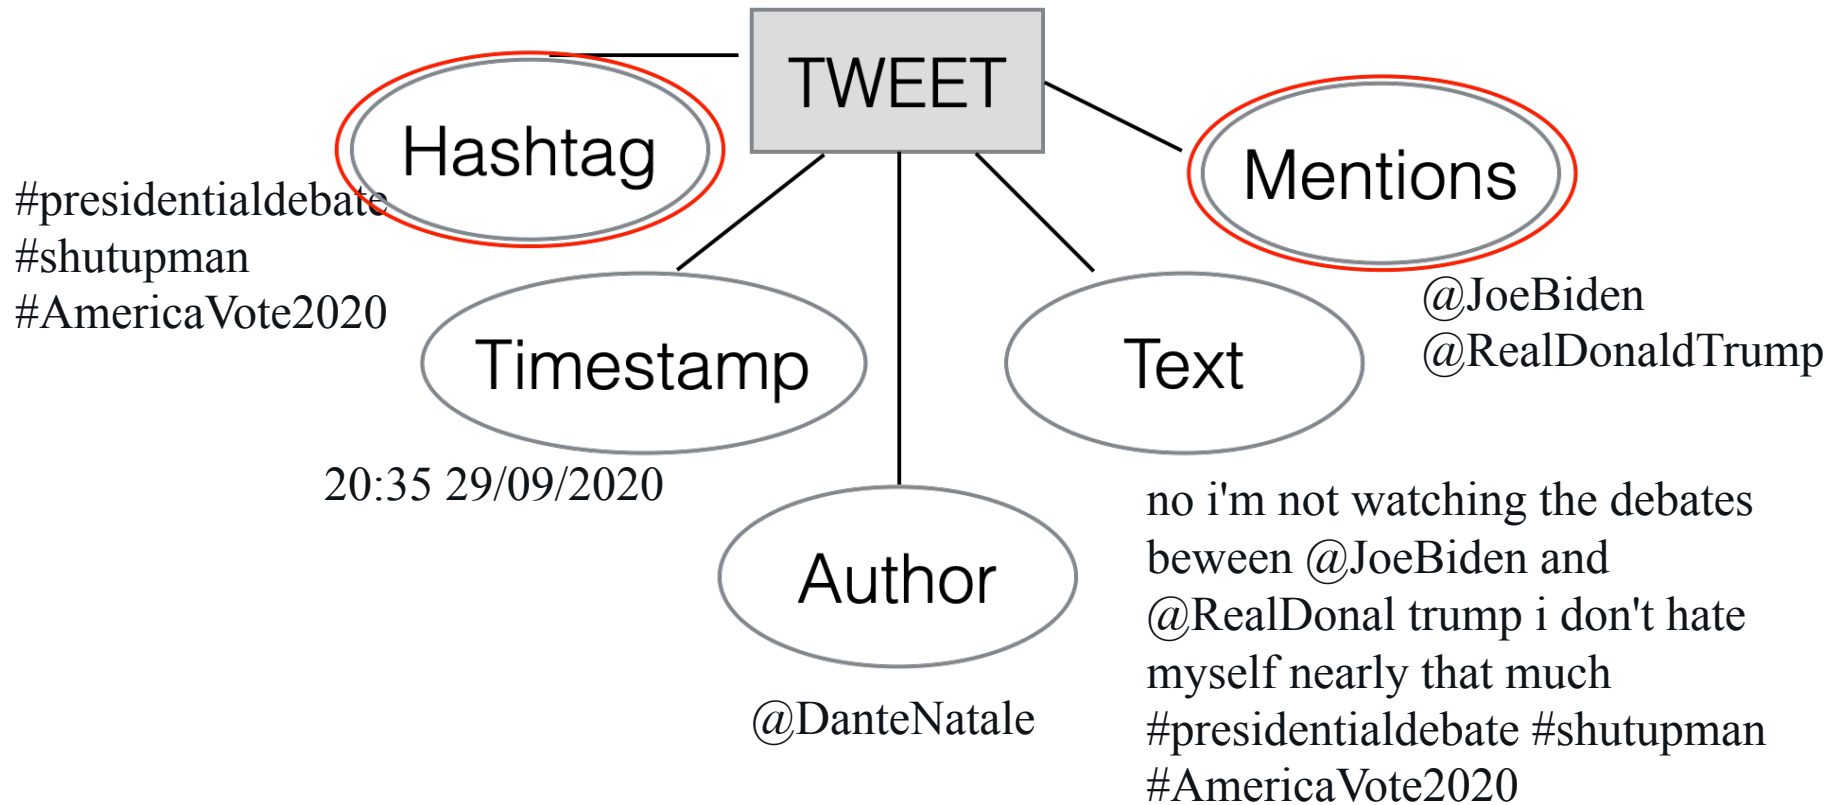 TWEET
Hashtag
Mentions
#presidentialdebate
#shutupman
#AmericaVote2020
@JoeBiden
@RealDonaldTrump
Timestamp
Text
20:35 29/09/2020
Author
@DanteNatale
no i'm not watching the debates
beween @JoeBiden and
@RealDonal trump i don't hate
myself nearly that much
#presidentialdebate #shutupman
#AmericaVote2020